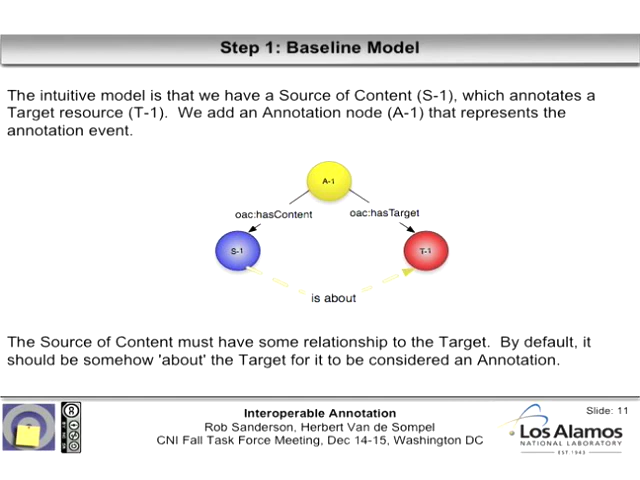 Step 1: Baseline Model
The intuitive model is that we have a Source of Content (S-1), which annotates a
Target resource (T-1).  We add an Annotation node (A-1) that represents the
annotation event.
A-1
oac:hasContent
oac:hasTarget
S-1
T-1
is about
The Source of Content must have some relationship to the Target.  By default, it
should be somehow 'about' the Target for it to be considered an Annotation.
Interoperable Annotation
Rob Sanderson, Herbert Van de Sompel
CNI Fall Task Force Meeting, Dec 14-15, Washington DC
Slide: 11
Los Alamos
NATIONAL LABORATORY
EST.1943